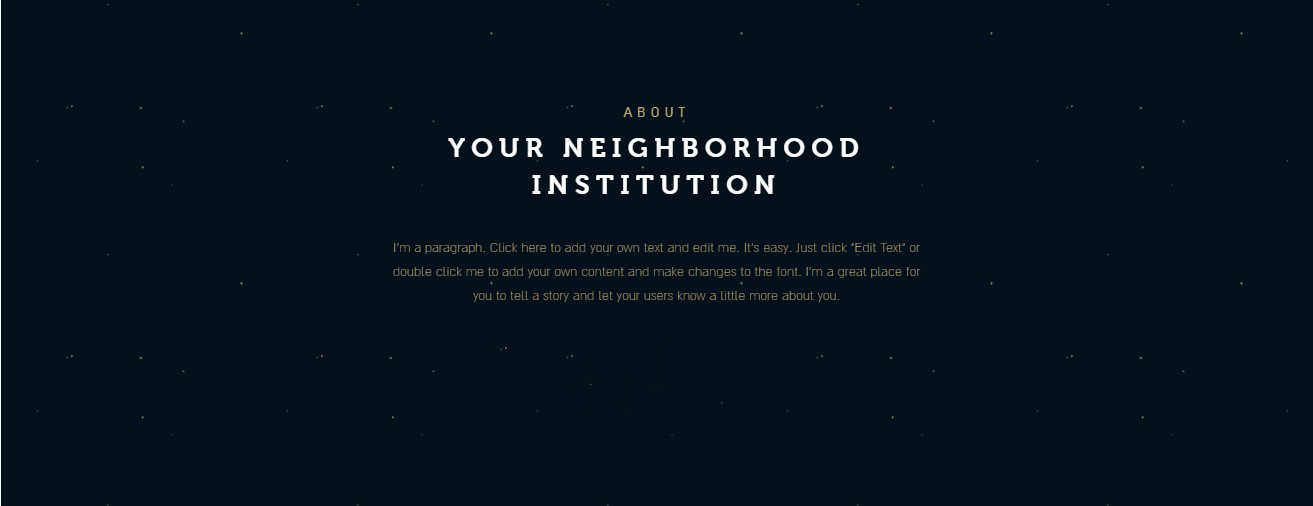 ABOUT
YOUR NEIGHBORHOOD
INSTITUTION
I'm a paragraph. Click here to add your own text and edit me. It's easy. Just click "Edit Text" or
double click me to add your own content and make changes to the font. I'm a great place for
you to tell a story and let your users know a little more about you.